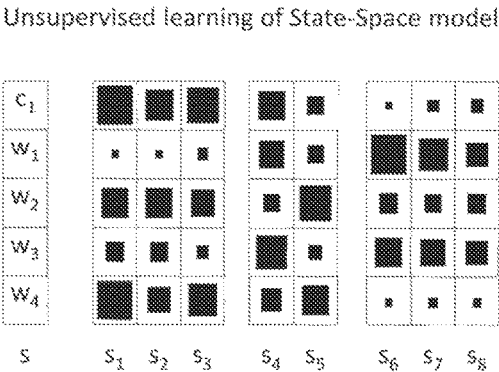 Unsupervised learning of State-Space model
C₁
W₁
W₂
W₃
W₄
S S₁ S₂ S₃ S₄ S₅ S₆ S₇ S₈